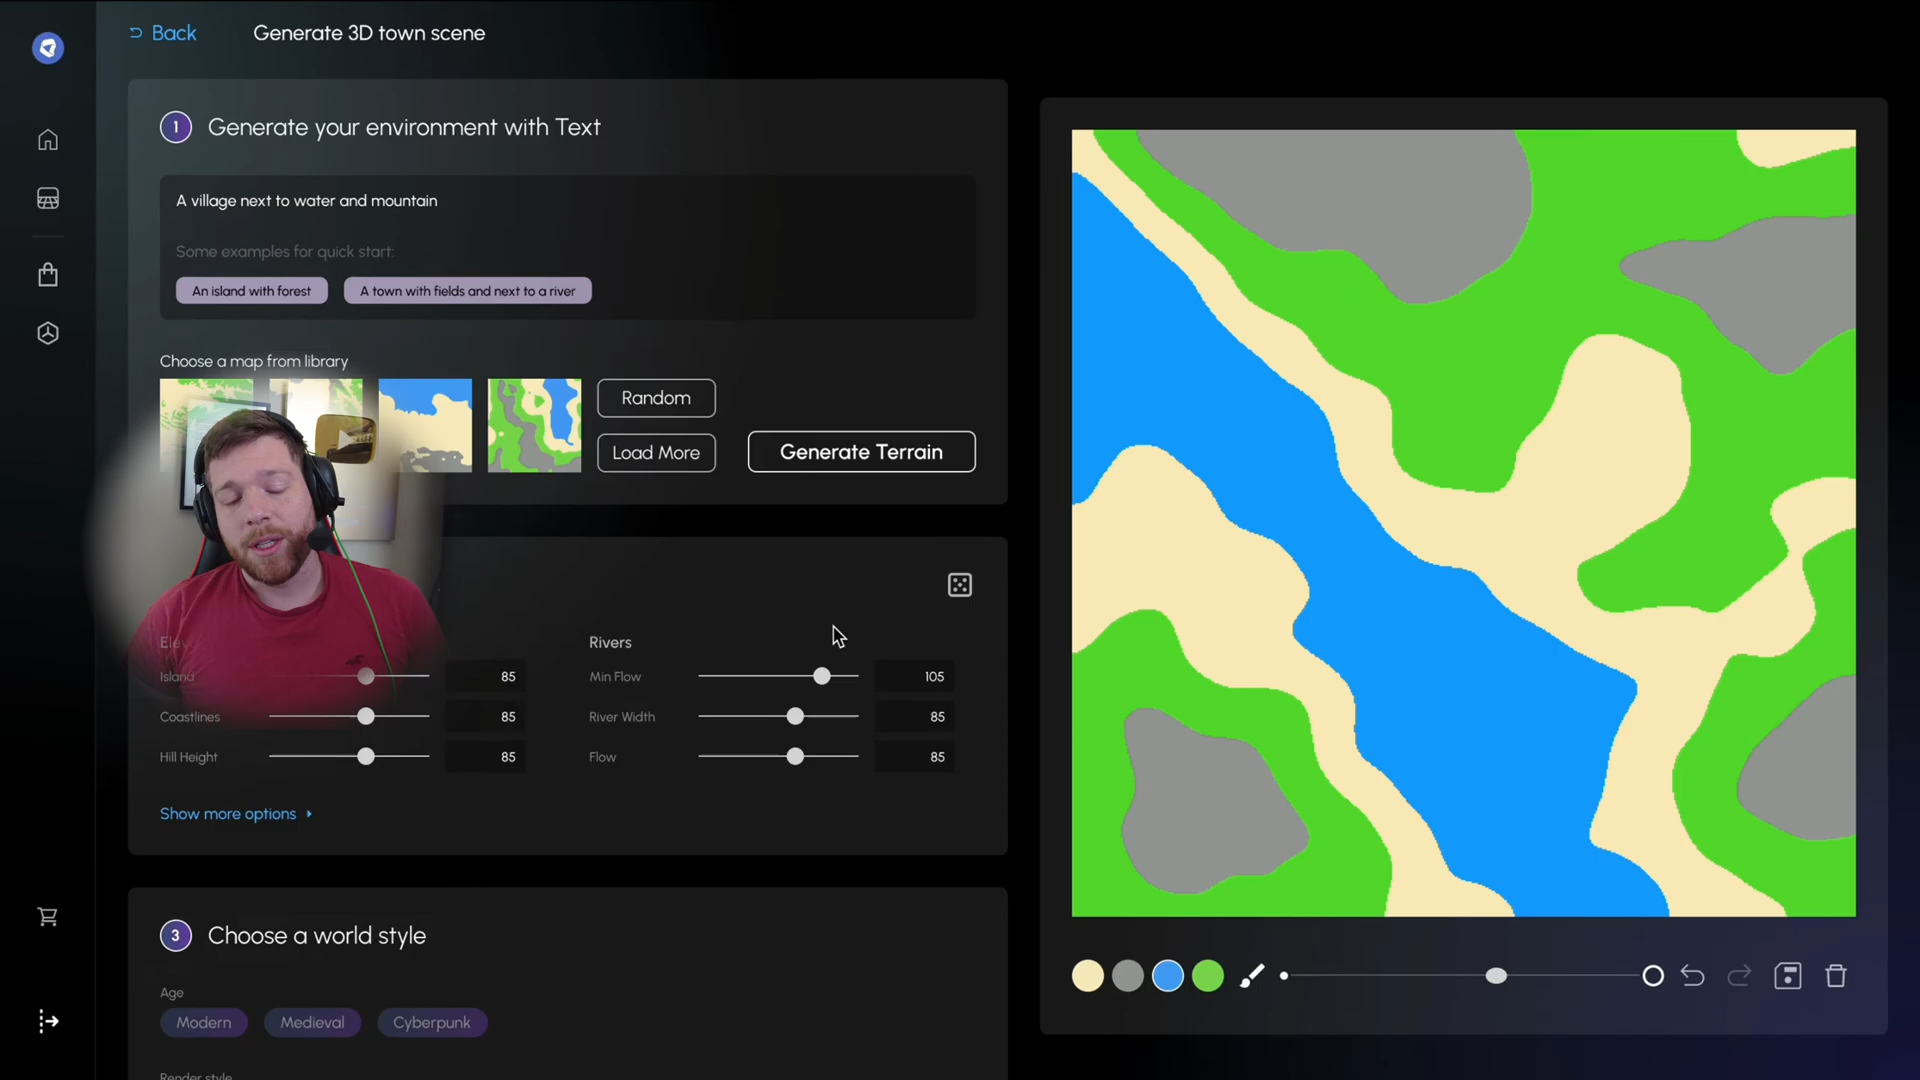 Back
Generate 3D town scene
1
Generate your environment with Text
A village next to water and mountain
Some examples for quick start:
An island with forest
A town with fields and next to a river
Choose a map from library
Random
Load More
Generate Terrain
Rivers
Island
85
Min Flow
105
Coastlines
85
River Width
85
Hill Height
85
Flow
85
Show more options
3
Choose a world style
Age
Modern
Medieval
Cyberpunk
Render style